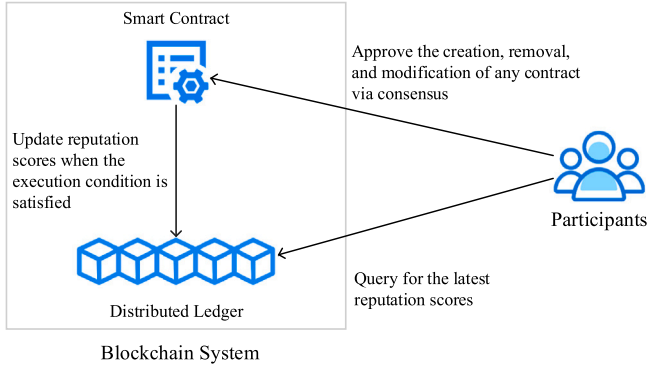 Smart Contract
Approve the creation, removal,
and modification of any contract
via consensus
Update reputation
scores when the
execution condition is
satisfied
Participants
Query for the latest
reputation scores
Distributed Ledger
Blockchain System